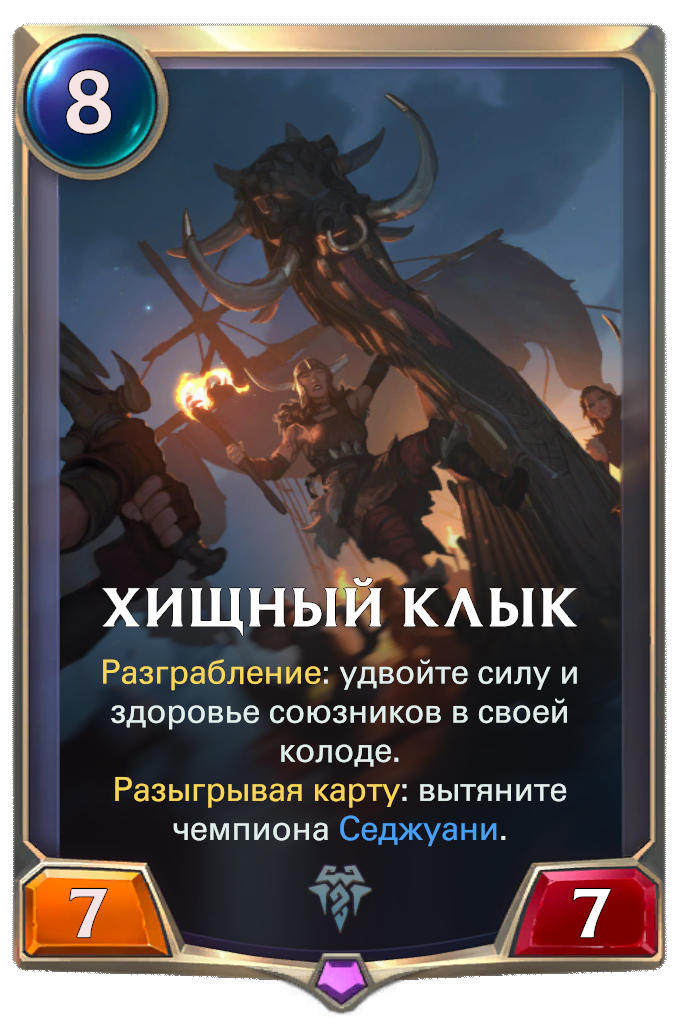 8
ХИЩНЫЙ КЛЫК
Разграбление: удвойте силу и
здоровье союзников в своей
колоде.
Разыгрывая карту: вытяните
чемпиона Седжуани.
7
7